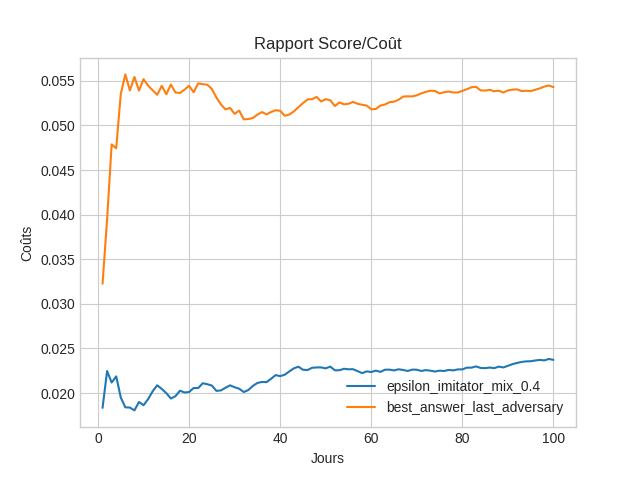 Rapport Score/Coût
0.055
0.050
0.045
0.040
0.035
0.030
0.025
0.020
Coûts
0 20 40 60 80 100
Jours
epsilon_imitator_mix_0.4
best_answer_last_adversary